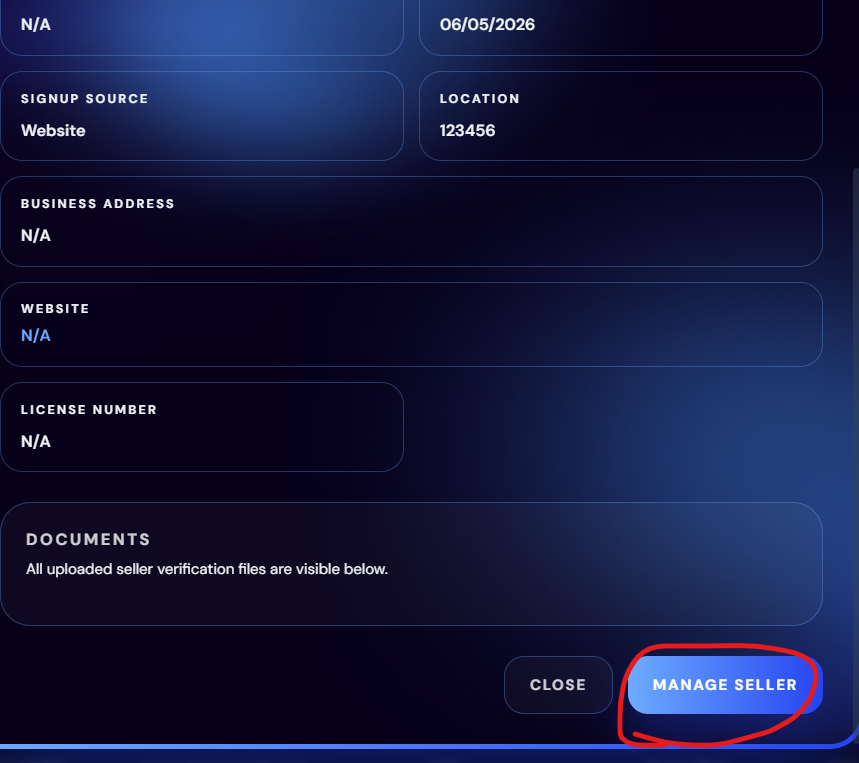 N/A
06/05/2026
SIGNUP SOURCE
Website
LOCATION
123456
BUSINESS ADDRESS
N/A
WEBSITE
N/A
LICENSE NUMBER
N/A
DOCUMENTS
All uploaded seller verification files are visible below.
CLOSE
MANAGE SELLER